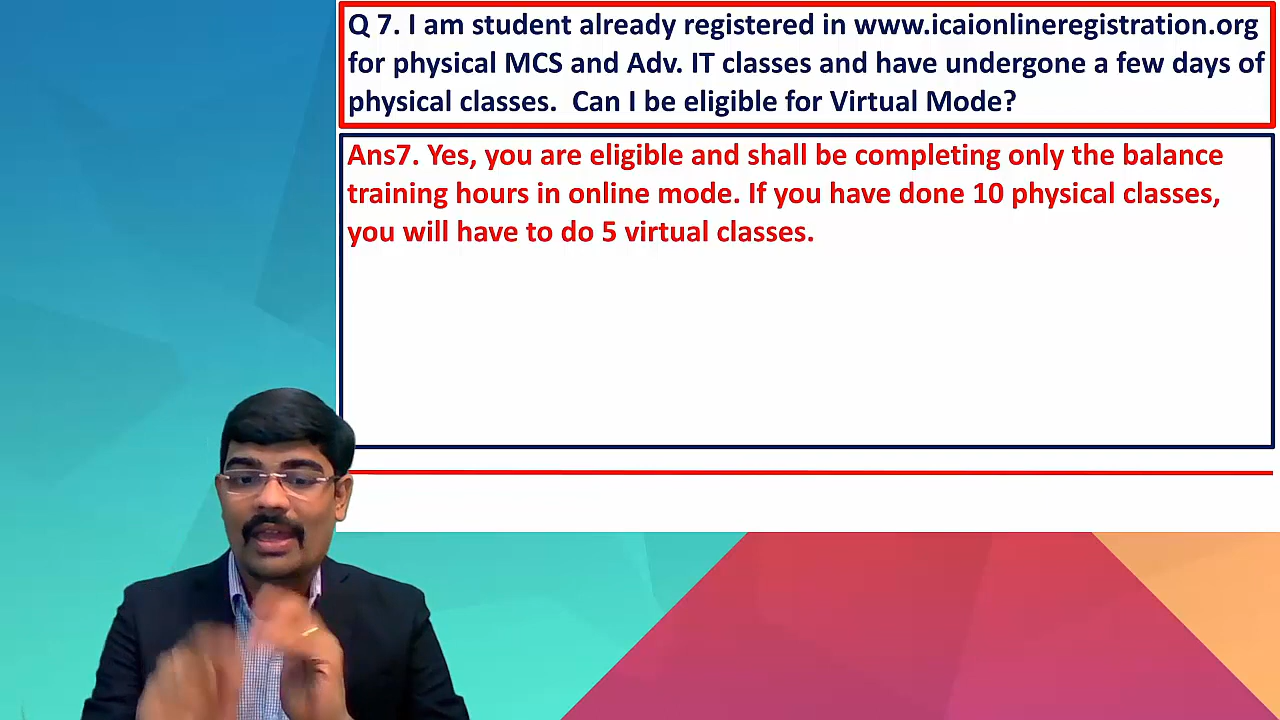 Q 7. I am student already registered in www.icaionlineregistration.org
for physical MCS and Adv. IT classes and have undergone a few days of
physical classes.  Can I be eligible for Virtual Mode?
Ans7. Yes, you are eligible and shall be completing only the balance
training hours in online mode. If you have done 10 physical classes,
you will have to do 5 virtual classes.